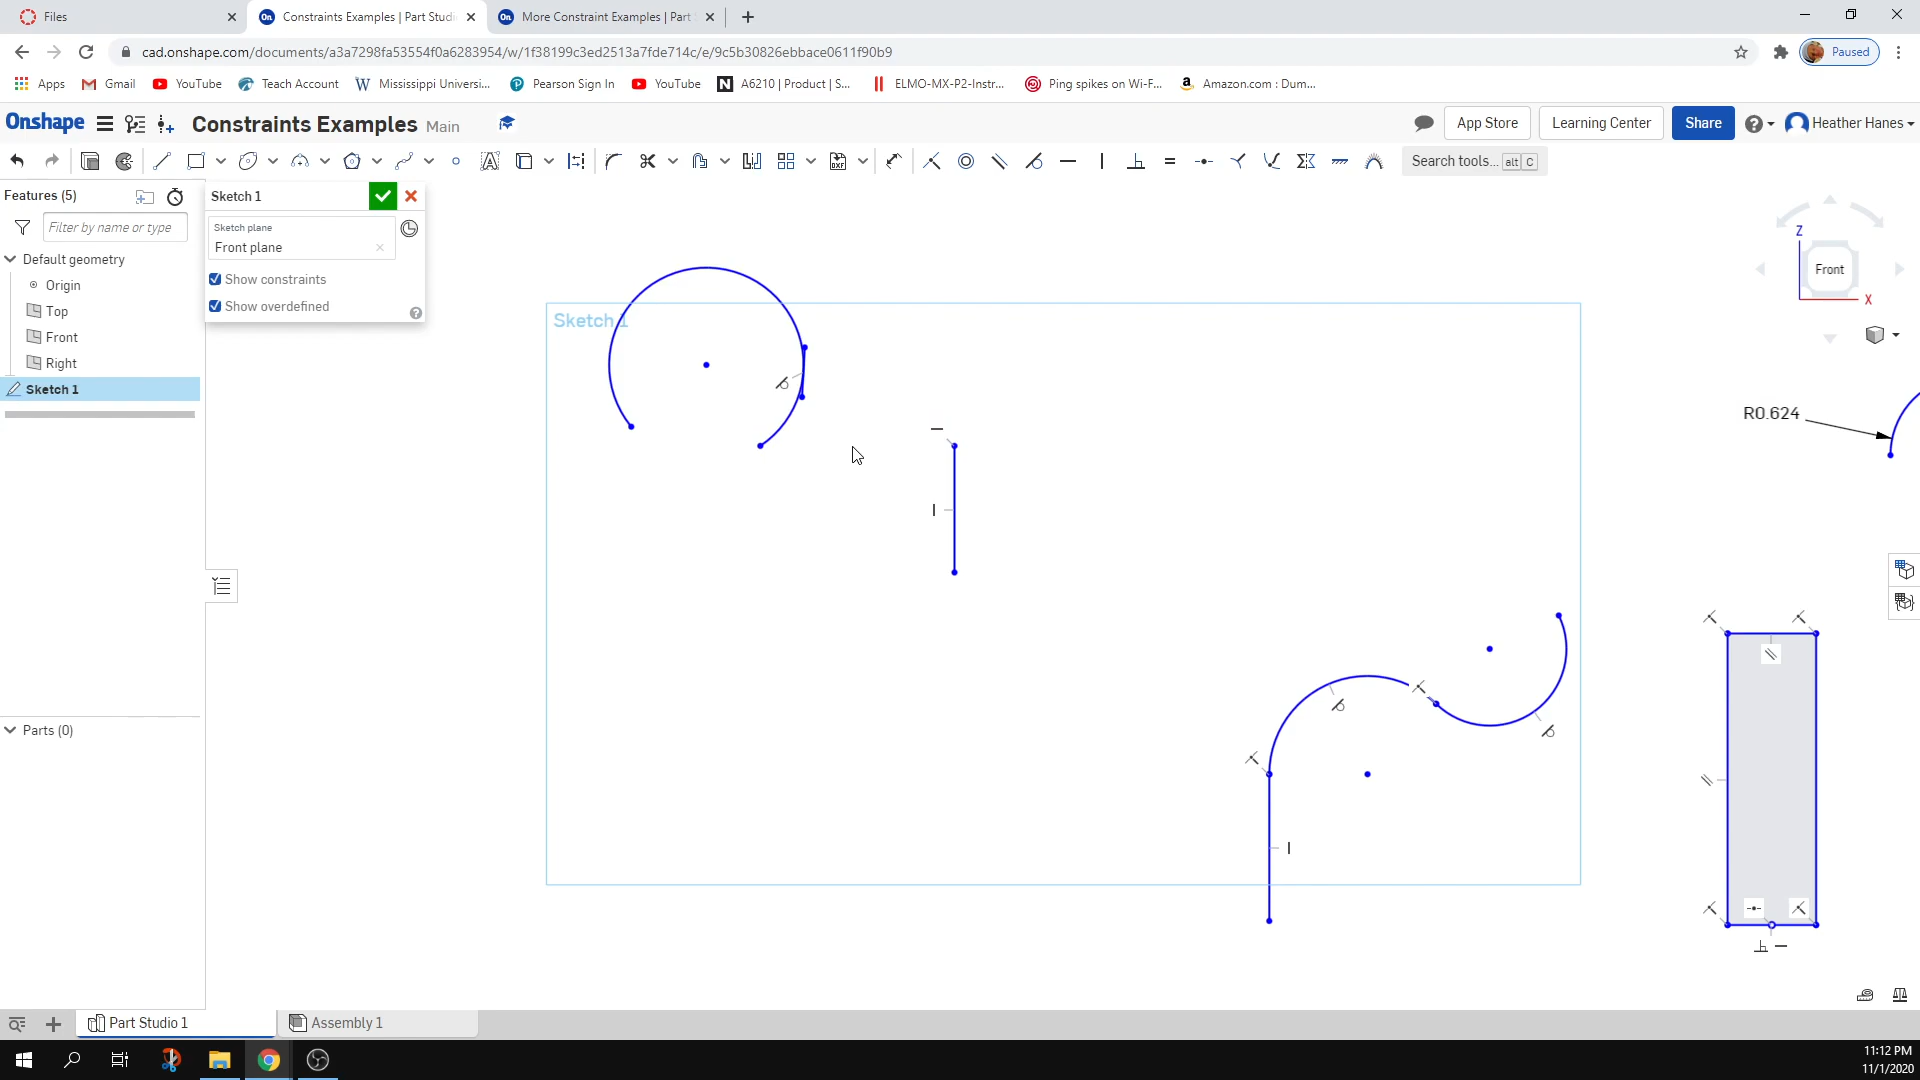 Files
Constraints Examples | Part Studi
More Constraint Examples | Part
cad.onshape.com/documents/a3a7298fa53554f0a6283954/w/1f38199c3ed2513a7fde714c/e/9c5b30826ebbace0611f90b9
Paused
Apps
Gmail
YouTube
Teach Account
Mississippi Universi...
Pearson Sign In
YouTube
A6210 | Product | S...
ELMO-MX-P2-Instr...
Ping spikes on Wi-F...
Amazon.com : Dum...
Onshape
Constraints Examples Main
App Store
Learning Center
Share
Heather Hanes
Search tools... alt C
Features (5)
Filter by name or type
Default geometry
Origin
Top
Front
Right
Sketch 1
Parts (0)
Sketch 1
Sketch plane
Front plane
Show constraints
Show overdefined
Sketch 1
R0.624
Z
Front
X
Part Studio 1
Assembly 1
11:12 PM
11/1/2020